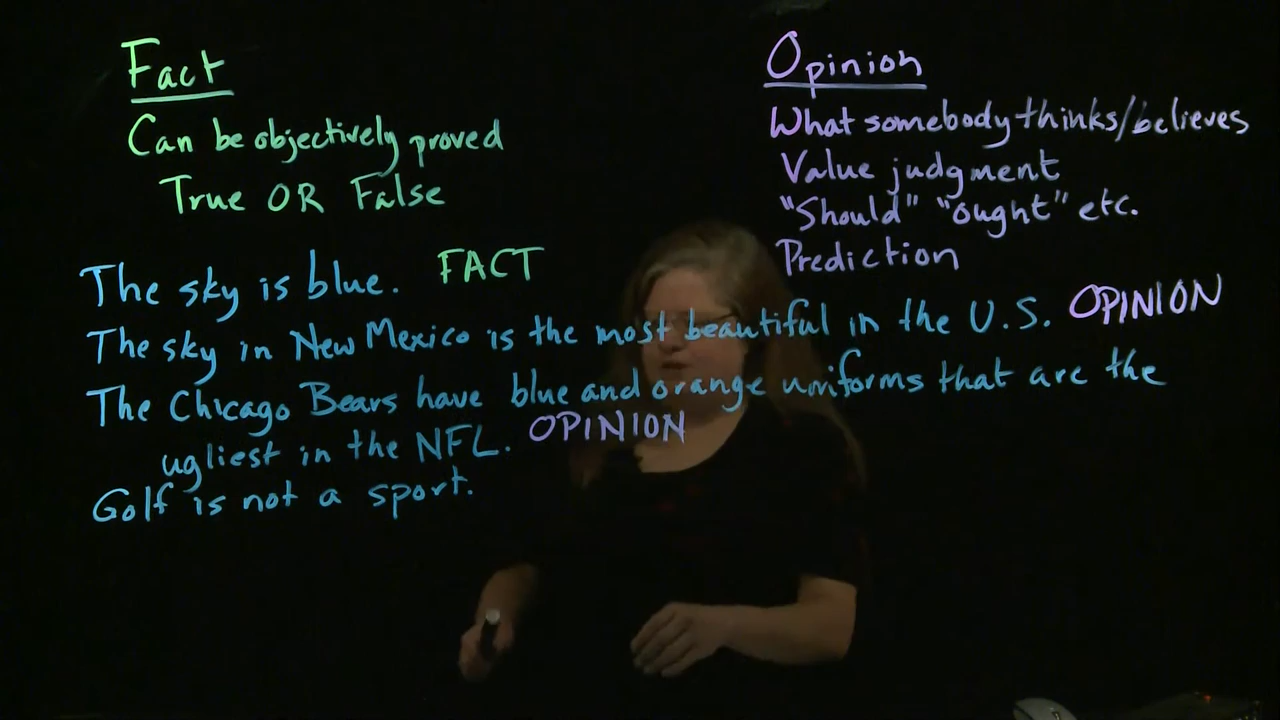 Fact
Can be objectively proved
True OR False
Opinion
What somebody thinks/believes
Value judgment
"Should" "ought" etc.
Prediction
The sky is blue. FACT
The sky in New Mexico is the most beautiful in the U.S. OPINION
The Chicago Bears have blue and orange uniforms that are the
ugliest in the NFL. OPINION
Golf is not a sport.